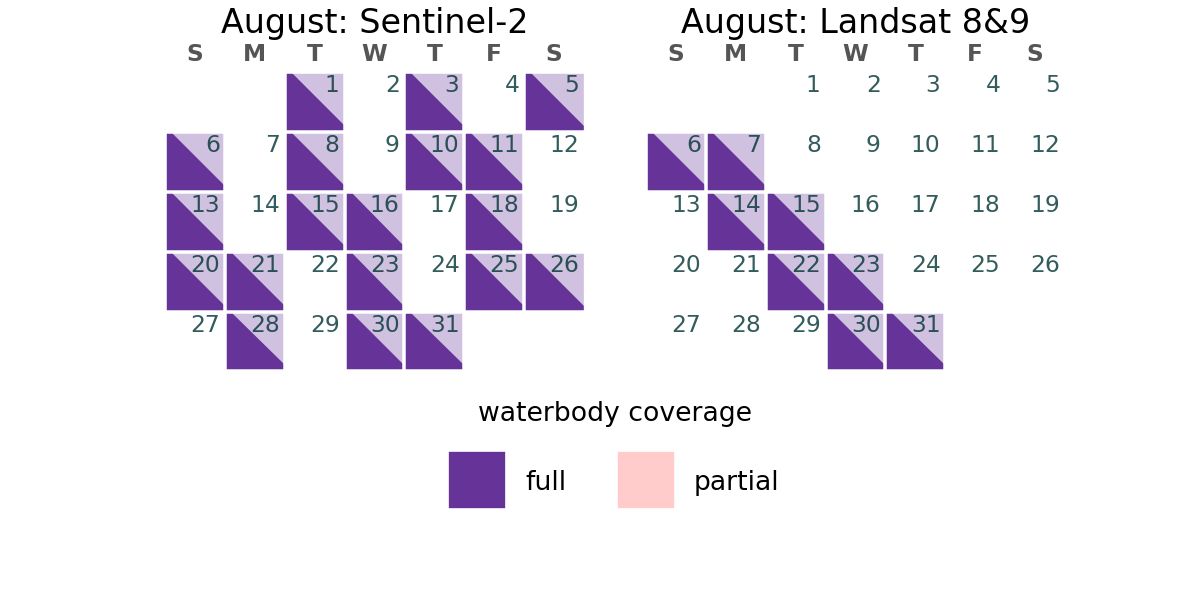 August: Sentinel-2
S M T W T F S
1 2 3 4 5
6 7 8 9 10 11 12
13 14 15 16 17 18 19
20 21 22 23 24 25 26
27 28 29 30 31
August: Landsat 8&9
S M T W T F S
1 2 3 4 5
6 7 8 9 10 11 12
13 14 15 16 17 18 19
20 21 22 23 24 25 26
27 28 29 30 31
waterbody coverage
full partial